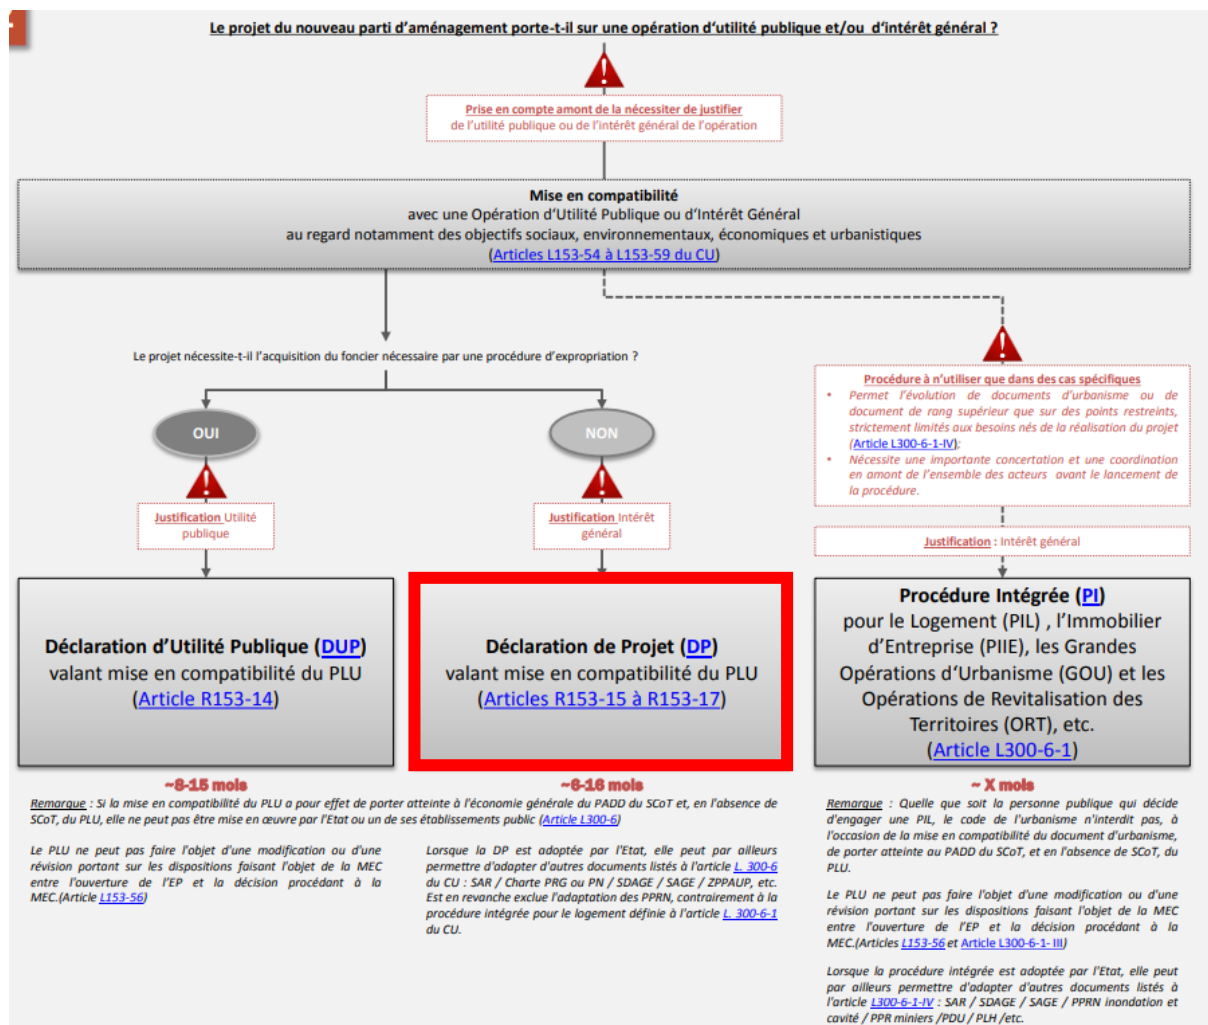 Le projet du nouveau parti d’aménagement porte-t-il sur une opération d‘utilité publique et/ou d‘intérêt général ?
Prise en compte amont de la nécessiter de justifier
de l’utilité publique ou de l’intérêt général de l’opération
Mise en compatibilité
avec une Opération d‘Utilité Publique ou d‘Intérêt Général
au regard notamment des objectifs sociaux, environnementaux, économiques et urbanistiques
(Articles L153-54 à L153-59 du CU)
Le projet nécessite-t-il l’acquisition du foncier nécessaire par une procédure d’expropriation ?
OUI
NON
Justification Utilité
publique
Justification Intérêt
général
Procédure à n’utiliser que dans des cas spécifiques
• Permet l’évolution de documents d’urbanisme ou de
document de rang supérieur que sur des points restreints,
strictement limités aux besoins nés de la réalisation du projet
(Article L300-6-1-IV);
• Nécessite une importante concertation et une coordination
en amont de l’ensemble des acteurs avant le lancement de
la procédure.
Justification : Intérêt général
Déclaration d’Utilité Publique (DUP)
valant mise en compatibilité du PLU
(Article R153-14)
Déclaration de Projet (DP)
valant mise en compatibilité du PLU
(Articles R153-15 à R153-17)
Procédure Intégrée (PI)
pour le Logement (PIL) , l’Immobilier
d’Entreprise (PIIE), les Grandes
Opérations d‘Urbanisme (GOU) et les
Opérations de Revitalisation des
Territoires (ORT), etc.
(Article L300-6-1)
~8-15 mois
~6-16 mois
~ X mois
Remarque : Si la mise en compatibilité du PLU a pour effet de porter atteinte à l'économie générale du PADD du SCoT et, en l'absence de
SCoT, du PLU, elle ne peut pas être mise en œuvre par l'Etat ou un de ses établissements public (Article L300-6)
Le PLU ne peut pas faire l'objet d'une modification ou d'une
révision portant sur les dispositions faisant l'objet de la MEC
entre l'ouverture de l'EP et la décision procédant à la
MEC.(Article L153-56)
Lorsque la DP est adoptée par l'Etat, elle peut par ailleurs
permettre d'adapter d'autres documents listés à l'article L. 300-6
du CU : SAR / Charte PRG ou PN / SDAGE / SAGE / ZPPAUP, etc.
Est en revanche exclue l'adaptation des PPRN, contrairement à la
procédure intégrée pour le logement définie à l'article L. 300-6-1
du CU.
Remarque : Quelle que soit la personne publique qui décide
d'engager une PIL, le code de l'urbanisme n'interdit pas, à
l'occasion de la mise en compatibilité du document d'urbanisme,
de porter atteinte au PADD du SCoT, et en l'absence de SCoT, du
PLU.
Le PLU ne peut pas faire l'objet d'une modification ou d'une
révision portant sur les dispositions faisant l'objet de la MEC
entre l'ouverture de l'EP et la décision procédant à la
MEC.(Articles L153-56 et Article L300-6-1- III)
Lorsque la procédure intégrée est adoptée par l'Etat, elle peut
par ailleurs permettre d'adapter d'autres documents listés à
l'article L300-6-1-IV : SAR / SDAGE / SAGE / PPRN inondation et
cavité / PPR miniers /PDU / PLH /etc.